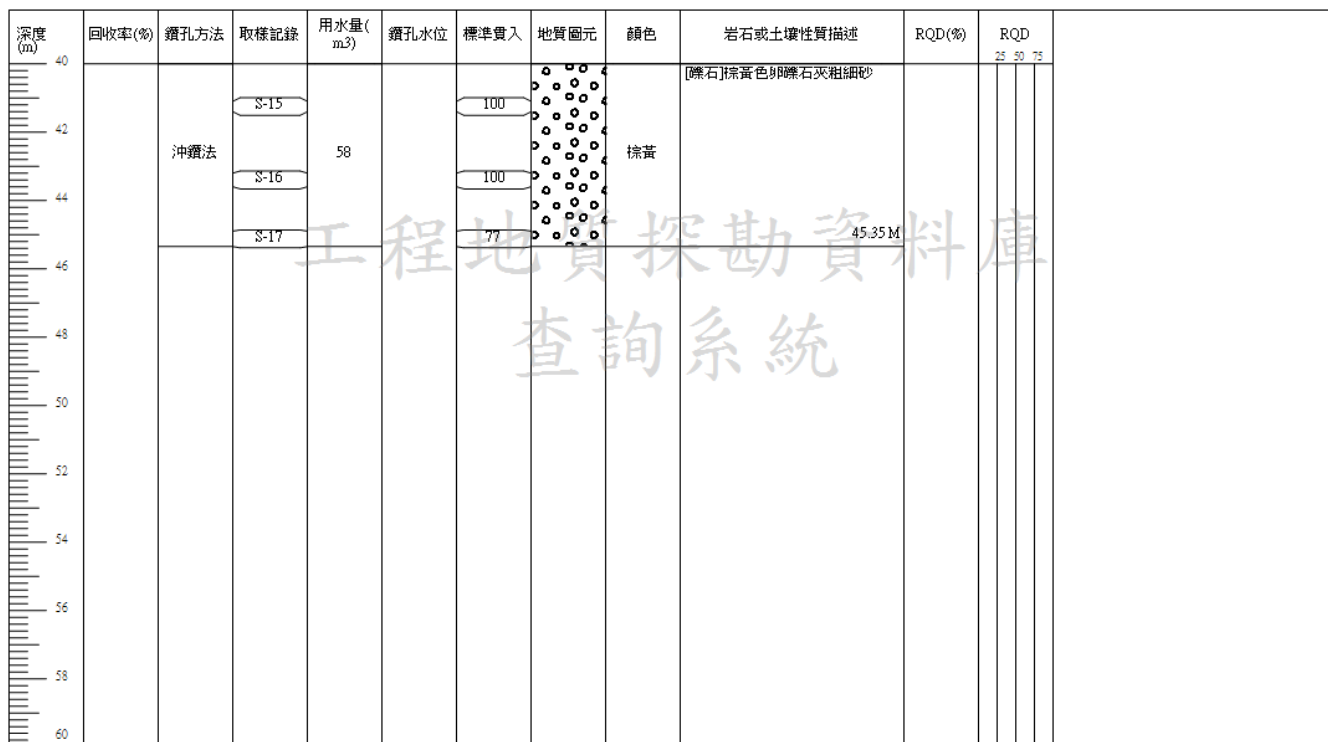 深度(m) 回收率(%) 鑽孔方法 取樣記錄 用水量(m3) 鑽孔水位 標準貫入 地質圖元 顏色 岩石或土壤性質描述 RQD(%) RQD
25 50 75
40
[礫石]棕黃色卵礫石夾粗細砂
S-15 100
42
沖鑽法 58 棕黃
S-16 100
44
S-17 77 45.35 M
工程地質探勘資料庫
46
查詢系統
48
50
52
54
56
58
60